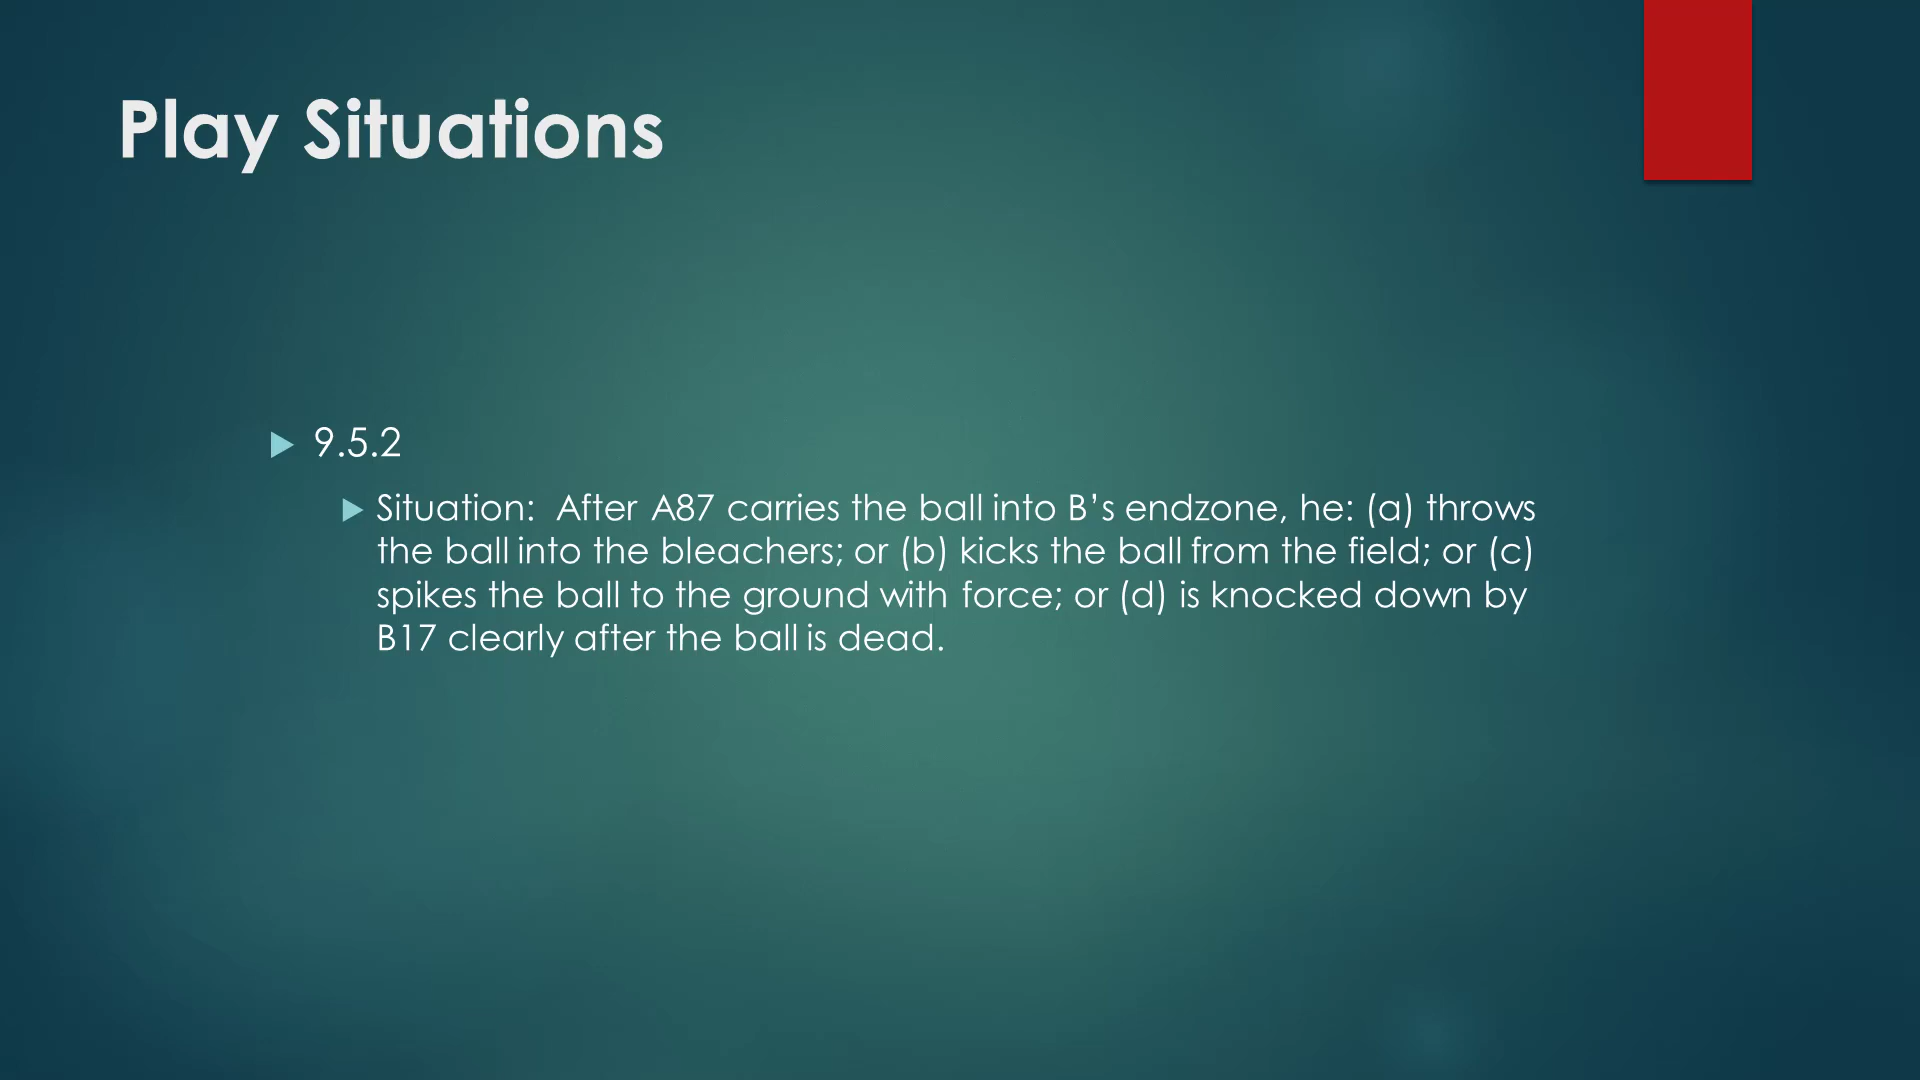 Play Situations
9.5.2
Situation:  After A87 carries the ball into B’s endzone, he: (a) throws
the ball into the bleachers; or (b) kicks the ball from the field; or (c)
spikes the ball to the ground with force; or (d) is knocked down by
B17 clearly after the ball is dead.